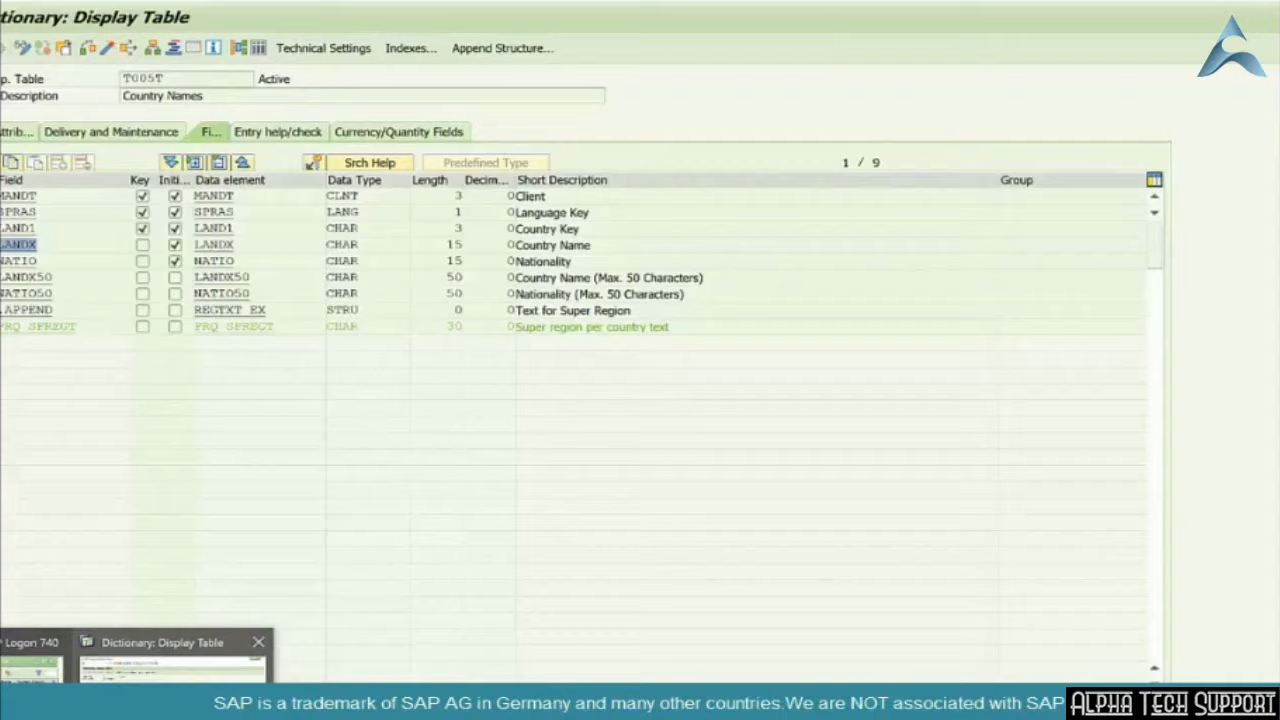 tionary: Display Table
Technical Settings Indexes... Append Structure...
p. Table T005T Active
Description Country Names
ttrib... Delivery and Maintenance Fi... Entry help/check Currency/Quantity Fields
Srch Help Predefined Type 1 / 9
Field Key Initi... Data element Data Type Length Decim... Short Description Group
MANDT MANDT CLNT 3 0 Client
SPRAS SPRAS LANG 1 0 Language Key
LAND1 LAND1 CHAR 3 0 Country Key
LANDX LANDX CHAR 15 0 Country Name
NATIO NATIO CHAR 15 0 Nationality
LANDX50 LANDX50 CHAR 50 0 Country Name (Max. 50 Characters)
NATIO50 NATIO50 CHAR 50 0 Nationality (Max. 50 Characters)
.APPEND REGTXT_EX STRU 0 0 Text for Super Region
PRQ_SPREGT PRQ_SPREGT CHAR 30 0 Super region per country text
Logon 740 Dictionary: Display Table
SAP is a trademark of SAP AG in Germany and many other countries.We are NOT associated with SAP
ALPHA TECH SUPPORT